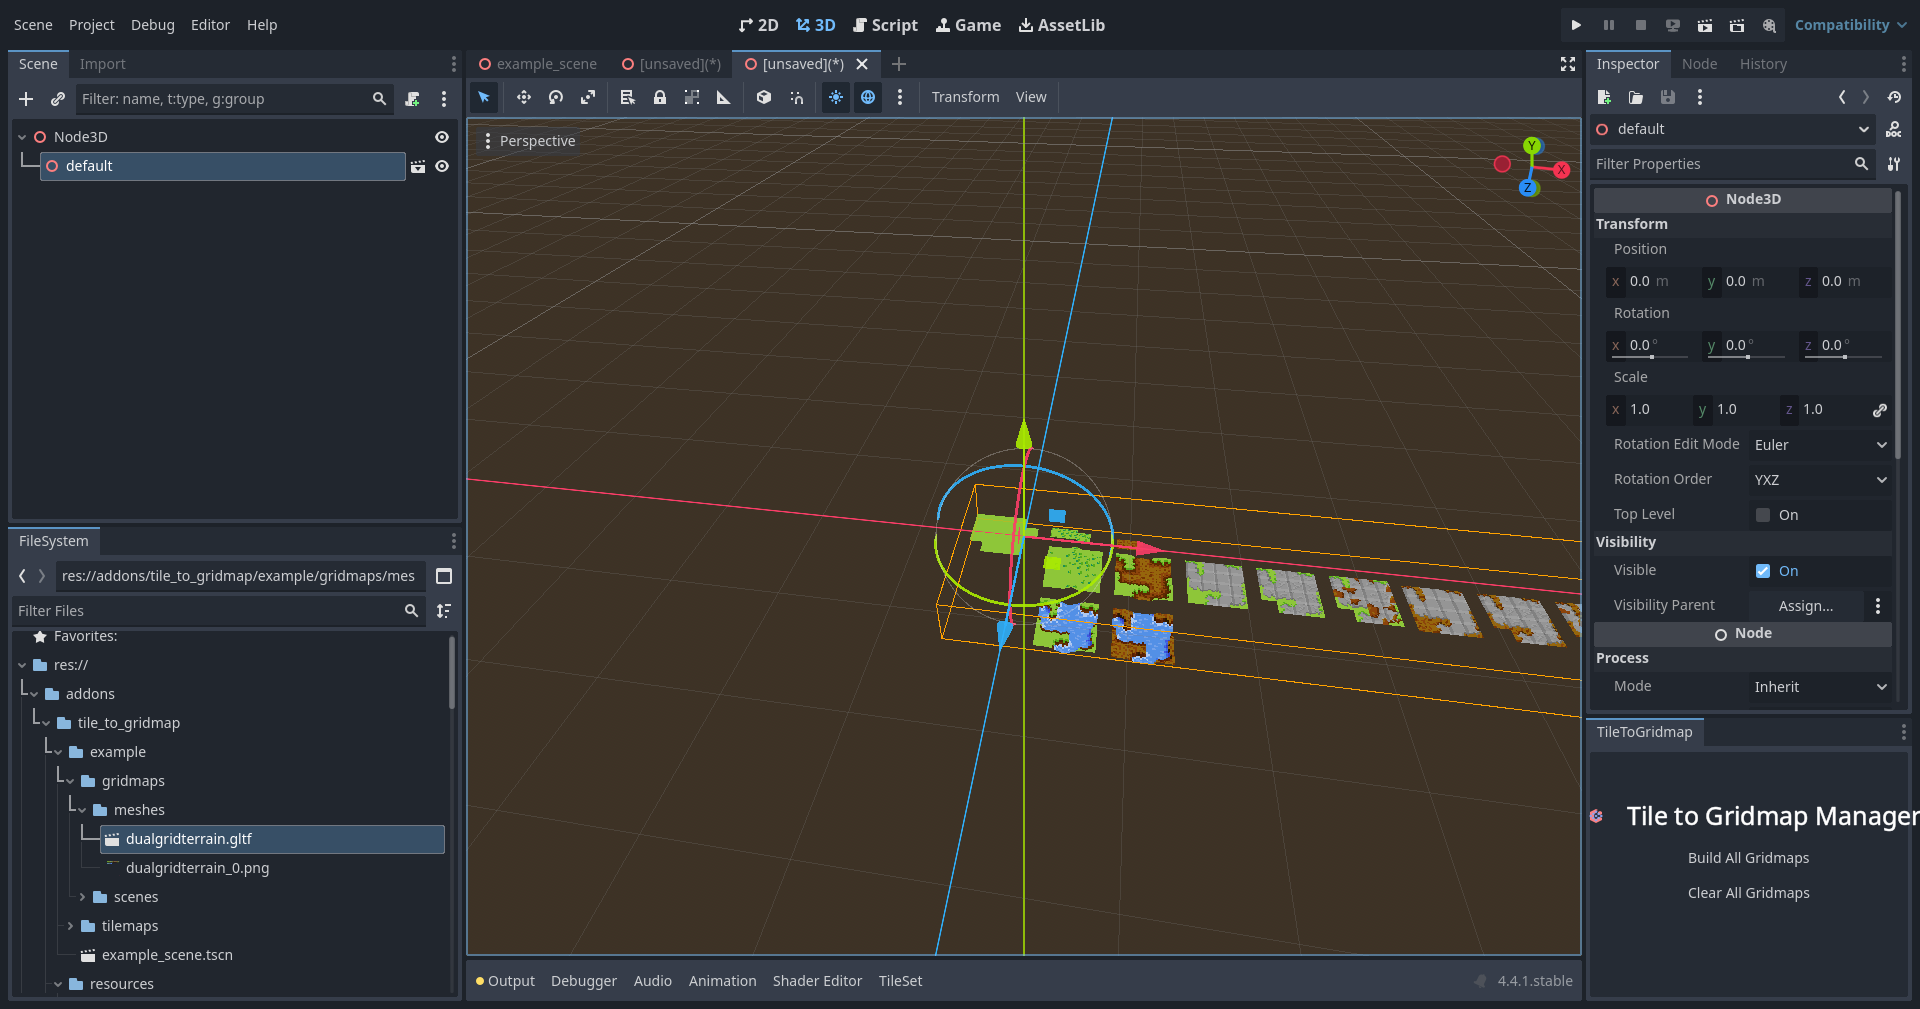 Scene Project Debug Editor Help
2D 3D Script Game AssetLib
Compatibility
Scene Import
Filter: name, t:type, g:group
Node3D
default
example_scene [unsaved](*) [unsaved](*)
Transform View
Perspective
Y
X
Z
FileSystem
res://addons/tile_to_gridmap/example/gridmaps/mes
Filter Files
Favorites:
res://
addons
tile_to_gridmap
example
gridmaps
meshes
dualgridterrain.gltf
dualgridterrain_0.png
scenes
tilemaps
example_scene.tscn
resources
Output Debugger Audio Animation Shader Editor TileSet
4.4.1.stable
Inspector Node History
default
DOC
Filter Properties
Node3D
Transform
Position
x 0.0 m y 0.0 m z 0.0 m
Rotation
x 0.0 ° y 0.0 ° z 0.0 °
Scale
x 1.0 y 1.0 z 1.0
Rotation Edit Mode Euler
Rotation Order YXZ
Top Level On
Visibility
Visible On
Visibility Parent Assign...
Node
Process
Mode Inherit
TileToGridmap
Tile to Gridmap Manager
Build All Gridmaps
Clear All Gridmaps